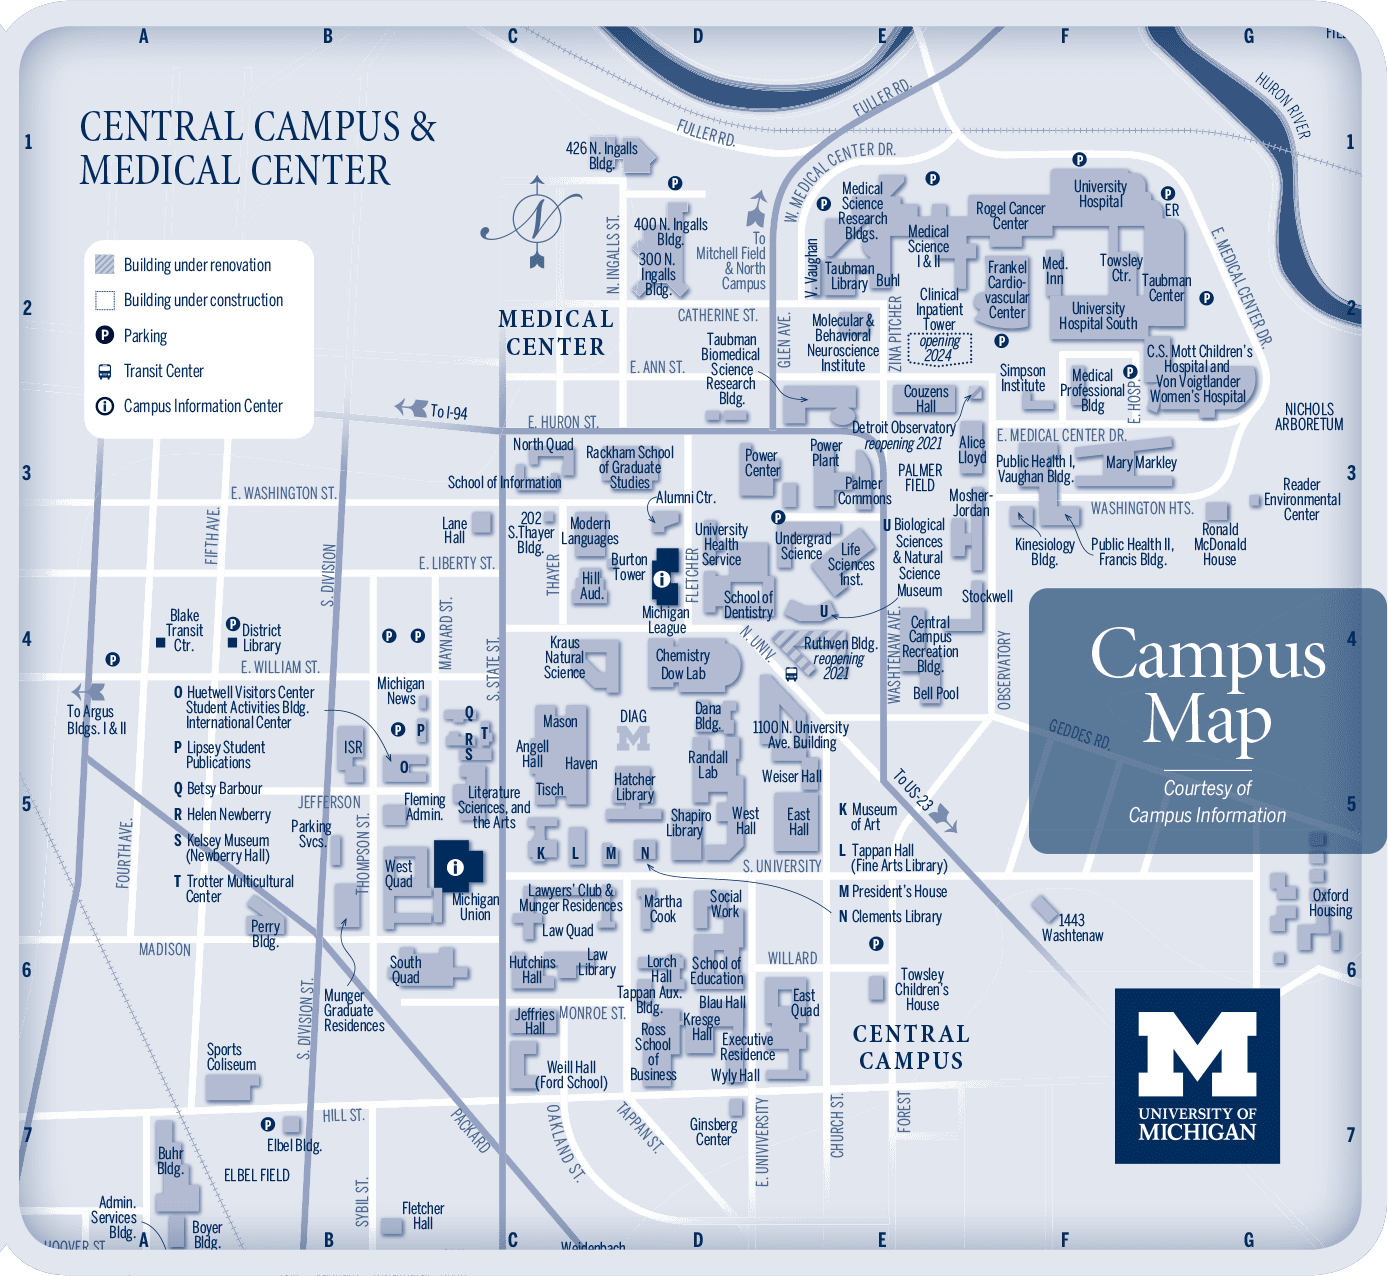 A B C D E F G
CENTRAL CAMPUS &
MEDICAL CENTER
Building under renovation
Building under construction
P Parking
Transit Center
i Campus Information Center
1
2
3
4
5
6
7
1
2
3
4
5
6
7
HURON RIVER
FULLER RD.
FULLER RD.
W. MEDICAL CENTER DR.
E. MEDICAL CENTER DR.
426 N. Ingalls
Bldg.
P
N
400 N. Ingalls
Bldg.
300 N.
Ingalls
Bldg.
N. INGALLS ST.
To
Mitchell Field
& North
Campus
P
Medical
Science
Research
Bldgs.
P
Medical
Science
I & II
Rogel Cancer
Center
P
University
Hospital
P
ER
V. Vaughan
Taubman
Library
Buhl
Frankel
Cardio-
vascular
Center
Med.
Inn
Towsley
Ctr.
Taubman
Center
P
University
Hospital South
Clinical
Inpatient
Tower
opening
2024
P
MEDICAL
CENTER
CATHERINE ST.
GLEN AVE.
ZINA PITCHER
Molecular &
Behavioral
Neuroscience
Institute
Taubman
Biomedical
Science
Research
Bldg.
E. ANN ST.
Simpson
Institute
Medical
Professional
Bldg
P
E. HOSP.
C.S. Mott Children's
Hospital and
Von Voigtlander
Women's Hospital
Couzens
Hall
Detroit Observatory
reopening 2021
NICHOLS
ARBORETUM
To I-94
E. HURON ST.
E. MEDICAL CENTER DR.
North Quad
School of Information
Rackham School
of Graduate
Studies
Power
Center
Power
Plant
Palmer
Commons
PALMER
FIELD
Alice
Lloyd
Public Health I,
Vaughan Bldg.
Mary Markley
Reader
Environmental
Center
Mosher-
Jordan
WASHINGTON HTS.
Kinesiology
Bldg.
Public Health II,
Francis Bldg.
Ronald
McDonald
House
E. WASHINGTON ST.
FIFTH AVE.
S. DIVISION
Lane
Hall
202
S.Thayer
Bldg.
Modern
Languages
Alumni Ctr.
E. LIBERTY ST.
THAYER
Hill
Aud.
Burton
Tower
i
Michigan
League
FLETCHER
University
Health
Service
P
Undergrad
Science
Life
Sciences
Inst.
U Biological
Sciences
& Natural
Science
Museum
School of
Dentistry
U
Stockwell
Blake
Transit
Ctr.
P
District
Library
P
P P
E. WILLIAM ST.
MAYNARD ST.
S. STATE ST.
Kraus
Natural
Science
Chemistry
Dow Lab
N. UNIV.
Ruthven Bldg.
reopening
2021
WASHTENAW AVE.
Central
Campus
Recreation
Bldg.
Bell Pool
OBSERVATORY
Campus
Map
Courtesy of
Campus Information
GEDDES RD.
To Argus
Bldgs. I & II
O Huetwell Visitors Center
Student Activities Bldg.
International Center
P Lipsey Student
Publications
Q Betsy Barbour
R Helen Newberry
S Kelsey Museum
(Newberry Hall)
T Trotter Multicultural
Center
Michigan
News
P
P
Q
R
T
S
O
ISR
Mason
Angell
Hall
Haven
Tisch
DIAG
M
Dana
Bldg.
Randall
Lab
1100 N. University
Ave. Building
Weiser Hall
Hatcher
Library
Shapiro
Library
West
Hall
East
Hall
To US-23
JEFFERSON
Fleming
Admin.
Literature
Sciences, and
the Arts
Parking
Svcs.
THOMPSON ST.
FOURTH AVE.
West
Quad
i
Michigan
Union
K
L
M
N
S. UNIVERSITY
K Museum
of Art
L Tappan Hall
(Fine Arts Library)
M President's House
N Clements Library
Lawyers' Club &
Munger Residences
Law Quad
Martha
Cook
Social
Work
1443
Washtenaw
Oxford
Housing
Perry
Bldg.
MADISON
South
Quad
Munger
Graduate
Residences
S. DIVISION ST.
Hutchins
Hall
Law
Library
Lorch
Hall
School of
Education
WILLARD
P
Towsley
Children's
House
Tappan Aux.
Bldg.
Blau Hall
Jeffries
Hall
MONROE ST.
Ross
School
of
Business
Kresge
Hall
Executive
Residence
East
Quad
Wyly Hall
CENTRAL
CAMPUS
Weill Hall
(Ford School)
Sports
Coliseum
M
UNIVERSITY OF
MICHIGAN
HILL ST.
PACKARD
OAKLAND ST.
TAPPAN ST.
Ginsberg
Center
E. UNIVERSITY
CHURCH ST.
FOREST
P
Elbel Bldg.
Buhr
Bldg.
ELBEL FIELD
SYBIL ST.
Fletcher
Hall
Admin.
Services
Bldg.
Boyer
Bldg.
HOOVER ST.
Weidenbach
A B C D E F G